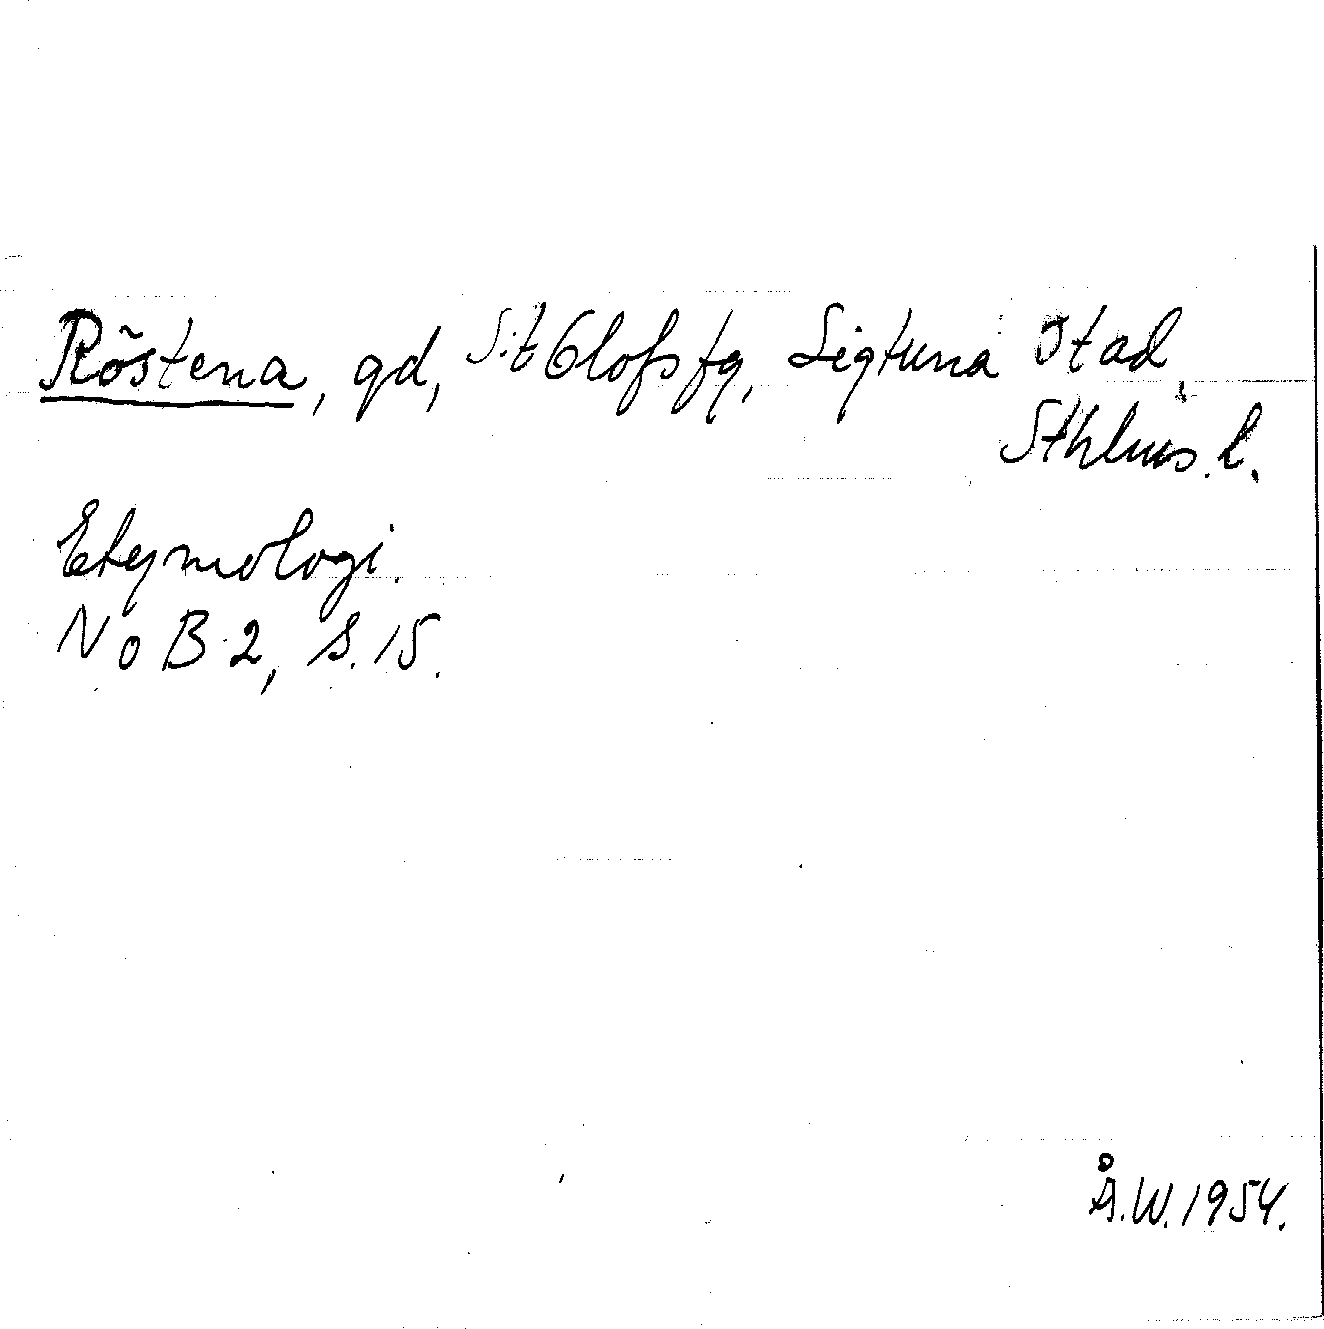 Röstena, gd, S:t Olofs fg, Sigtuna stad,
Sthlms l.
Etymologi.
NoB 2, s. 15.
Å.W. 1954.